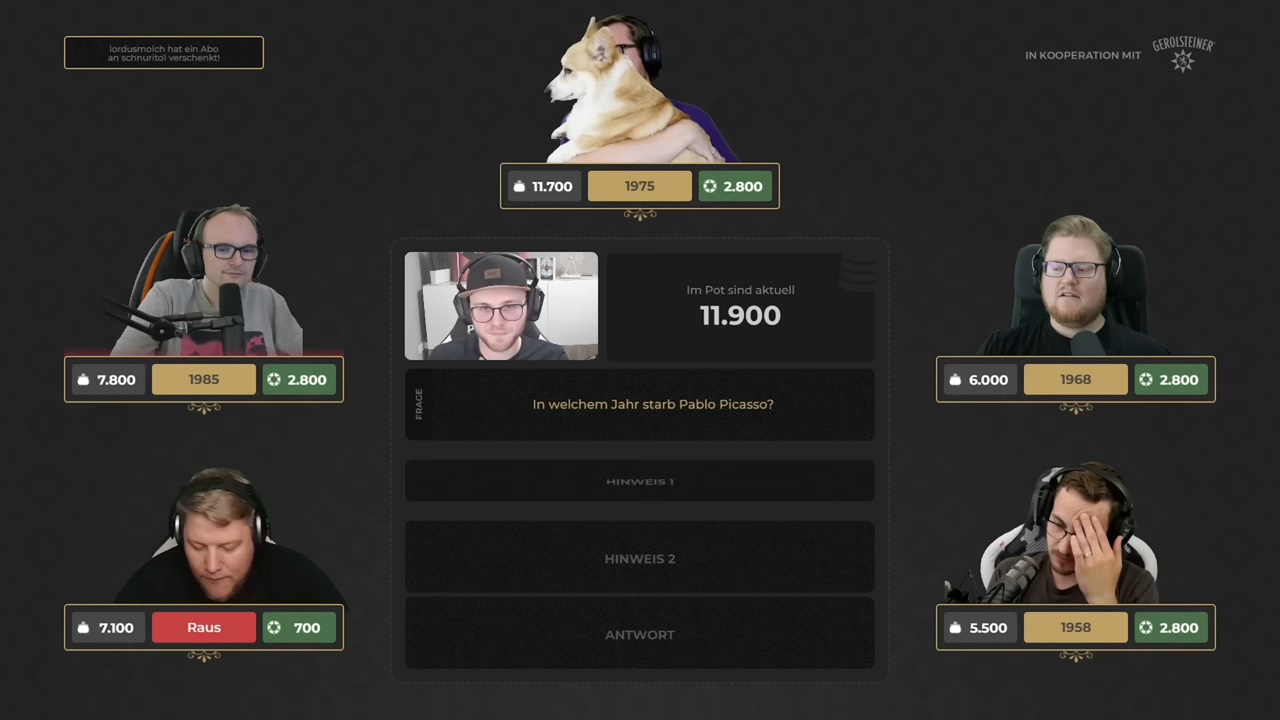 lordusmolch hat ein Abo
an schnurito1 verschenkt!
IN KOOPERATION MIT
GEROLSTEINER
11.700 1975 2.800
7.800 1985 2.800
Im Pot sind aktuell
11.900
6.000 1968 2.800
FRAGE
In welchem Jahr starb Pablo Picasso?
HINWEIS 1
HINWEIS 2
7.100 Raus 700
ANTWORT
5.500 1958 2.800